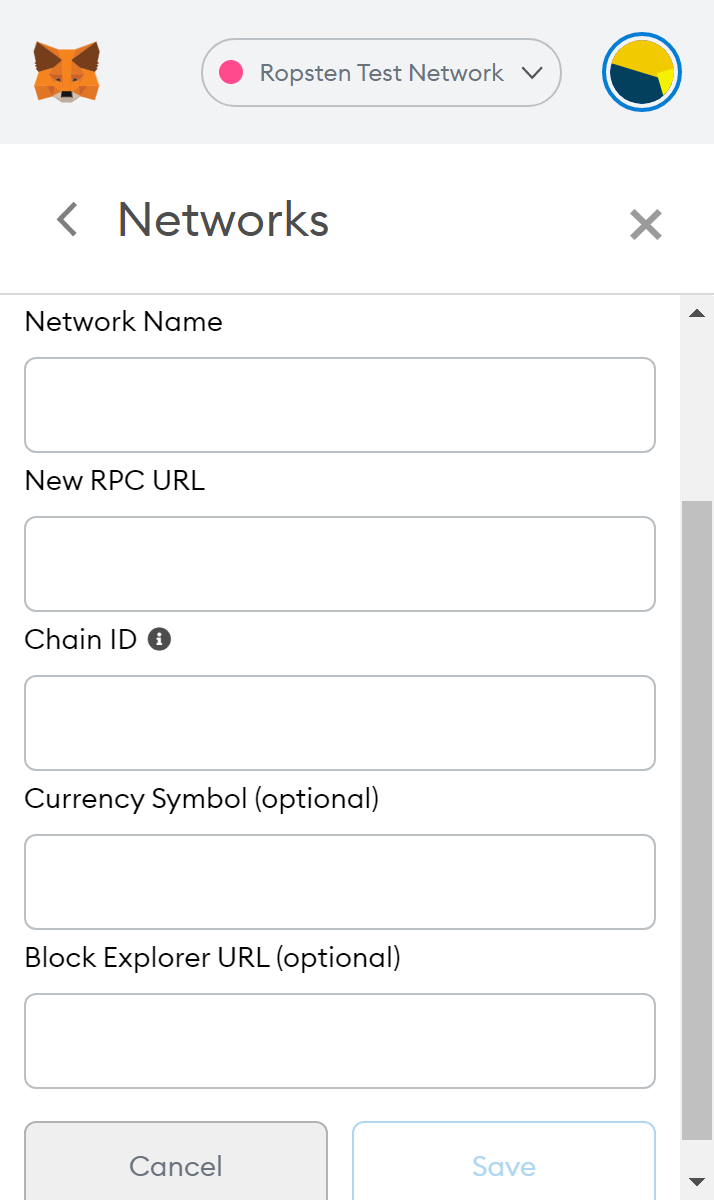 Ropsten Test Network
Networks
Network Name
New RPC URL
Chain ID
Currency Symbol (optional)
Block Explorer URL (optional)
Cancel
Save